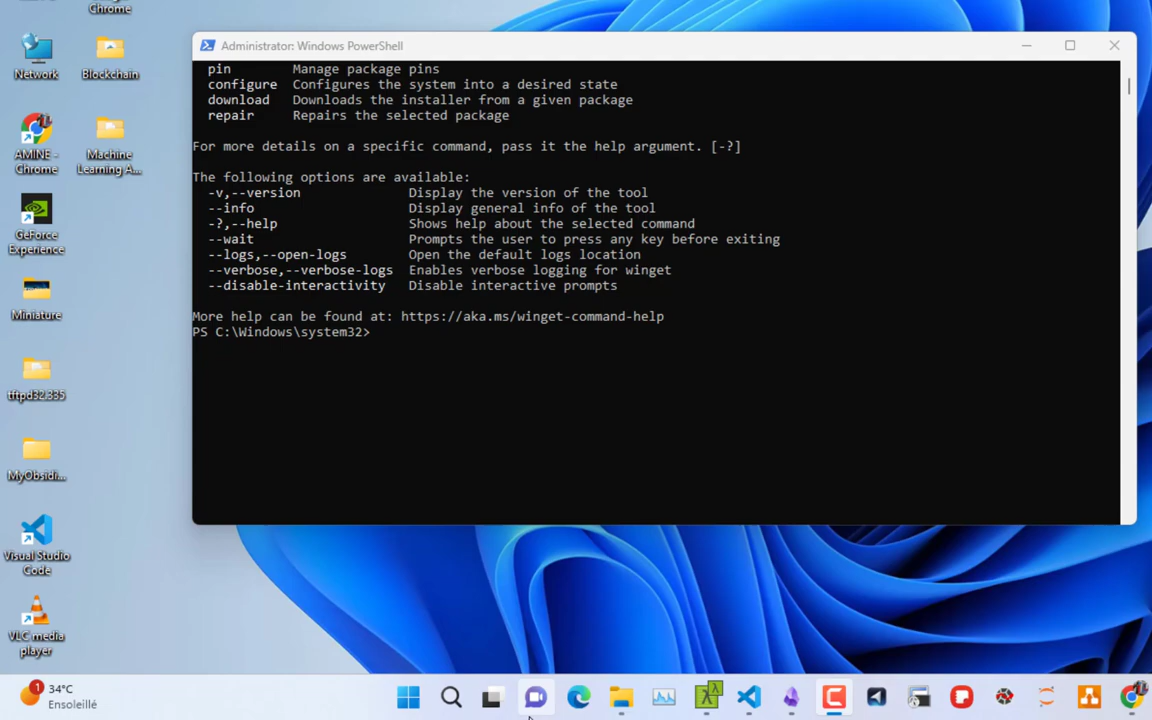 Chrome
Network
Blockchain
AMINE -
Chrome
Machine
Learning A...
GeForce
Experience
Miniature
tftpd32.335
MyObsidi...
Visual Studio
Code
VLC media
player
Administrator: Windows PowerShell
pin Manage package pins
configure Configures the system into a desired state
download Downloads the installer from a given package
repair Repairs the selected package
For more details on a specific command, pass it the help argument. [-?]
The following options are available:
-v,--version Display the version of the tool
--info Display general info of the tool
-?,--help Shows help about the selected command
--wait Prompts the user to press any key before exiting
--logs,--open-logs Open the default logs location
--verbose,--verbose-logs Enables verbose logging for winget
--disable-interactivity Disable interactive prompts
More help can be found at: https://aka.ms/winget-command-help
PS C:\Windows\system32>
1
34°C
Ensoleillé